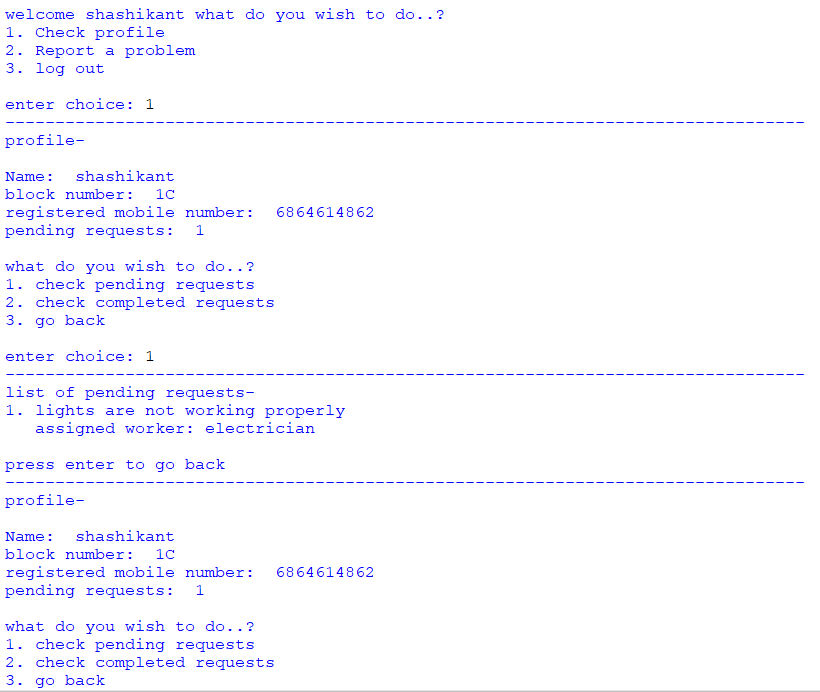 welcome shashikant what do you wish to do..?
1. Check profile
2. Report a problem
3. log out
enter choice: 1
--------------------------------------------------------------------------------
profile-
Name:  shashikant
block number:  1C
registered mobile number:  6864614862
pending requests:  1
what do you wish to do..?
1. check pending requests
2. check completed requests
3. go back
enter choice: 1
--------------------------------------------------------------------------------
list of pending requests-
1. lights are not working properly
   assigned worker: electrician
press enter to go back
--------------------------------------------------------------------------------
profile-
Name:  shashikant
block number:  1C
registered mobile number:  6864614862
pending requests:  1
what do you wish to do..?
1. check pending requests
2. check completed requests
3. go back